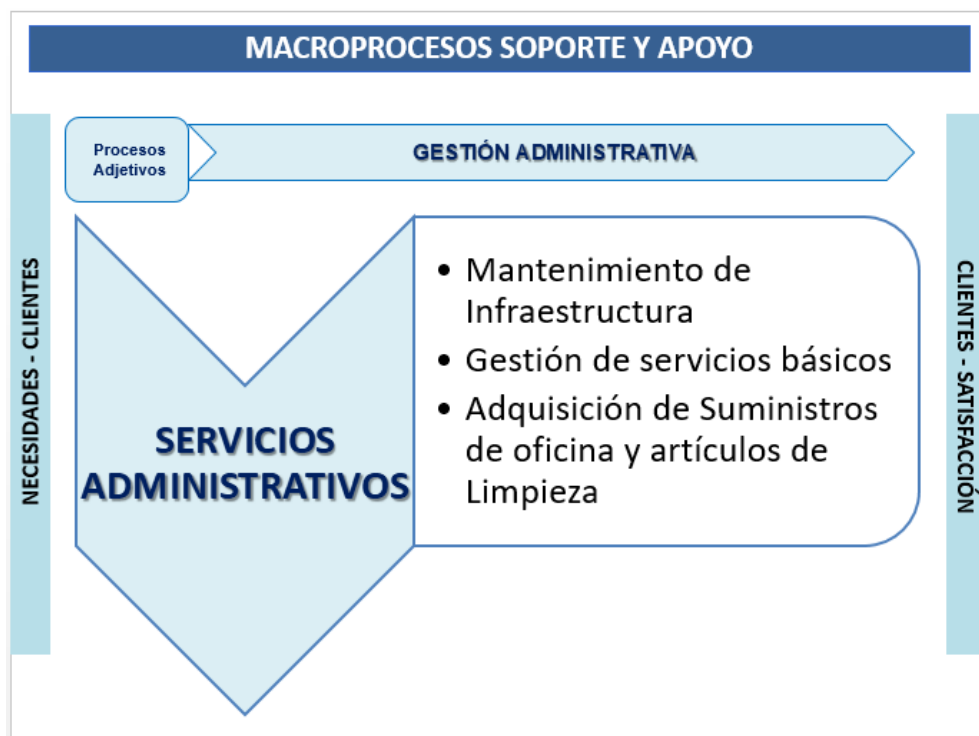 MACROPROCESOS SOPORTE Y APOYO
Procesos
Adjetivos
GESTIÓN ADMINISTRATIVA
NECESIDADES - CLIENTES
SERVICIOS
ADMINISTRATIVOS
• Mantenimiento de
Infraestructura
• Gestión de servicios básicos
• Adquisición de Suministros
de oficina y artículos de
Limpieza
CLIENTES - SATISFACCIÓN